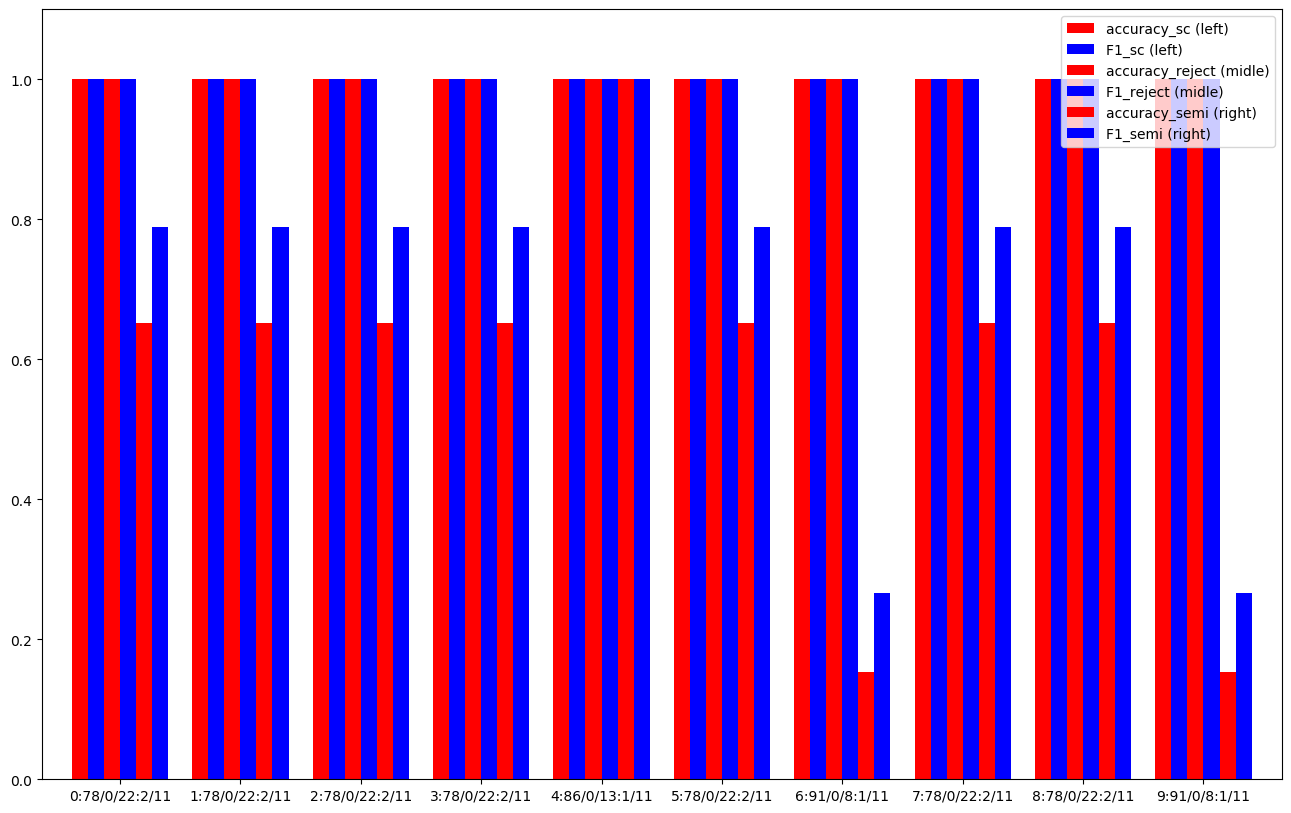 accuracy_sc (left)
F1_sc (left)
accuracy_reject (midle)
F1_reject (midle)
accuracy_semi (right)
F1_semi (right)
1.0
0.8
0.6
0.4
0.2
0.0
0:78/0/22:2/11 1:78/0/22:2/11 2:78/0/22:2/11 3:78/0/22:2/11 4:86/0/13:1/11 5:78/0/22:2/11 6:91/0/8:1/11 7:78/0/22:2/11 8:78/0/22:2/11 9:91/0/8:1/11